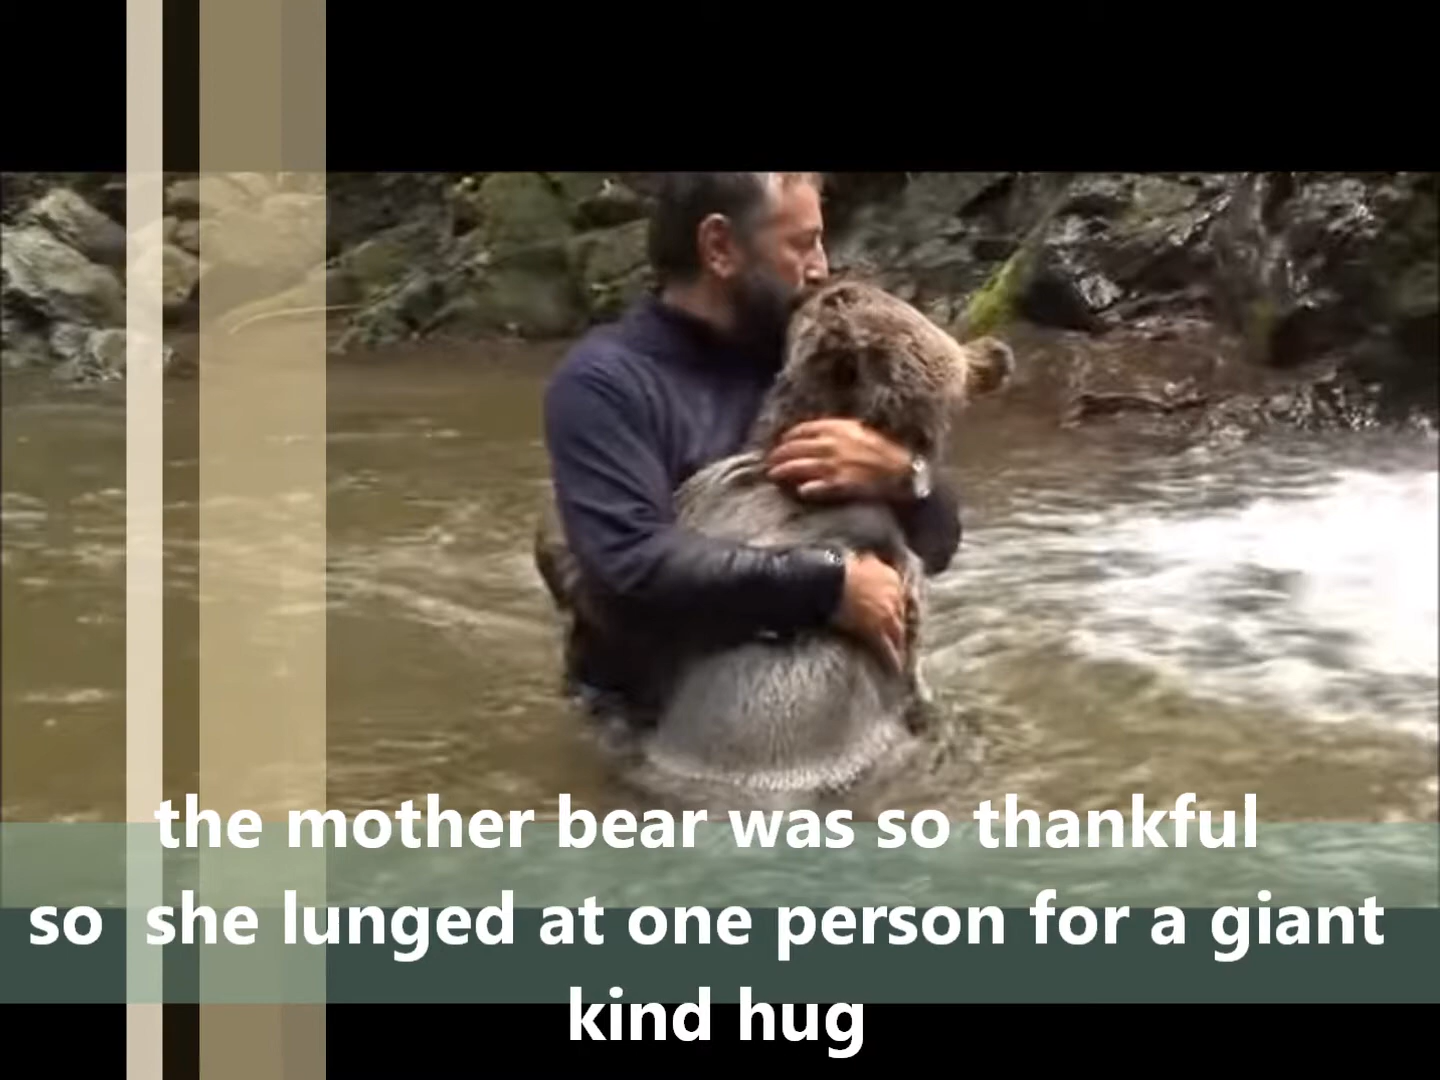 the mother bear was so thankful
so  she lunged at one person for a giant
kind hug